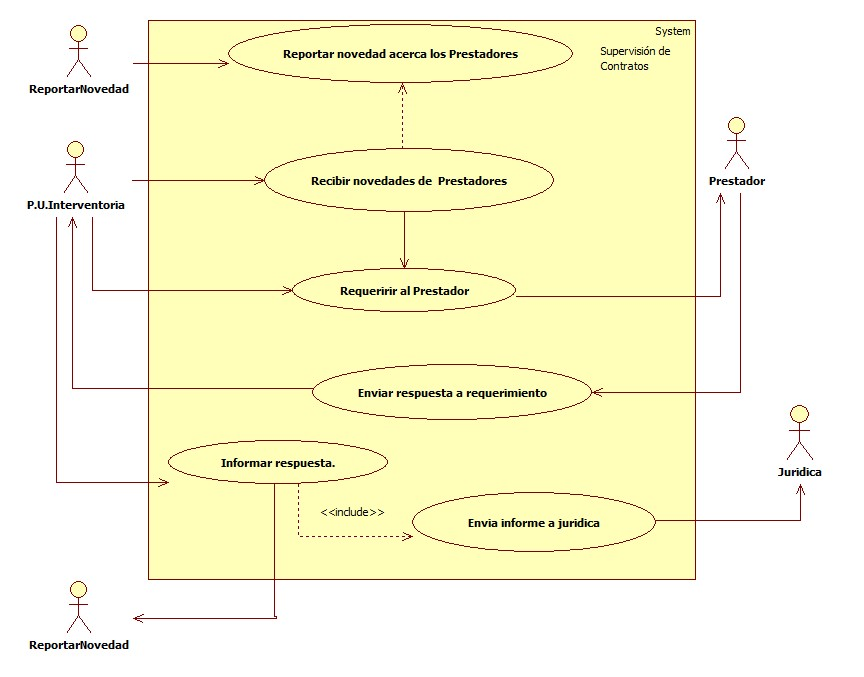 System
Supervisión de
Contratos
Reportar novedad acerca los Prestadores
ReportarNovedad
Recibir novedades de Prestadores
Prestador
P.U.Interventoria
Requeririr al Prestador
Enviar respuesta a requerimiento
Informar respuesta.
Juridica
<<include>>
Envia informe a juridica
ReportarNovedad